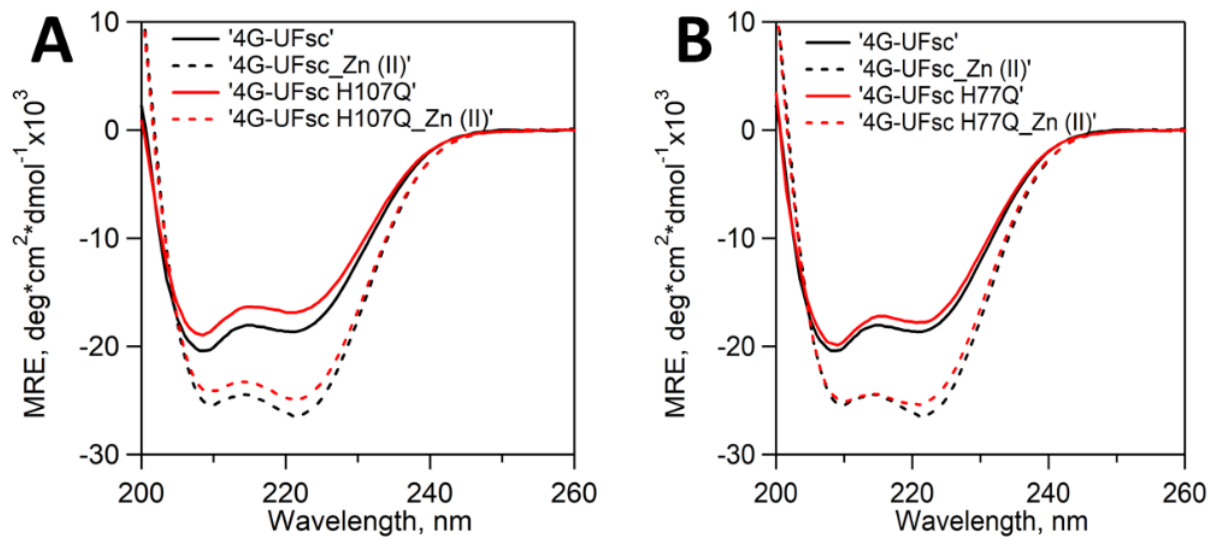 A
'4G-UFsc'
'4G-UFsc_Zn (II)'
'4G-UFsc H107Q'
'4G-UFsc H107Q_Zn (II)'
MRE, deg*cm²*dmol⁻¹x10³
10
0
-10
-20
-30
200
220
240
260
Wavelength, nm
B
'4G-UFsc'
'4G-UFsc_Zn (II)'
'4G-UFsc H77Q'
'4G-UFsc H77Q_Zn (II)'
MRE, deg*cm²*dmol⁻¹x10³
10
0
-10
-20
-30
200
220
240
260
Wavelength, nm